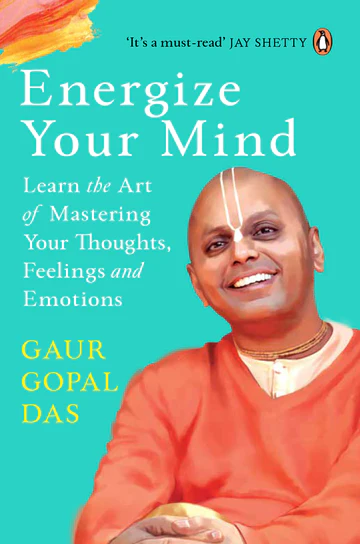 'It's a must-read' JAY SHETTY
Energize
Your Mind
Learn the Art
of Mastering
Your Thoughts,
Feelings and
Emotions
GAUR
GOPAL
DAS